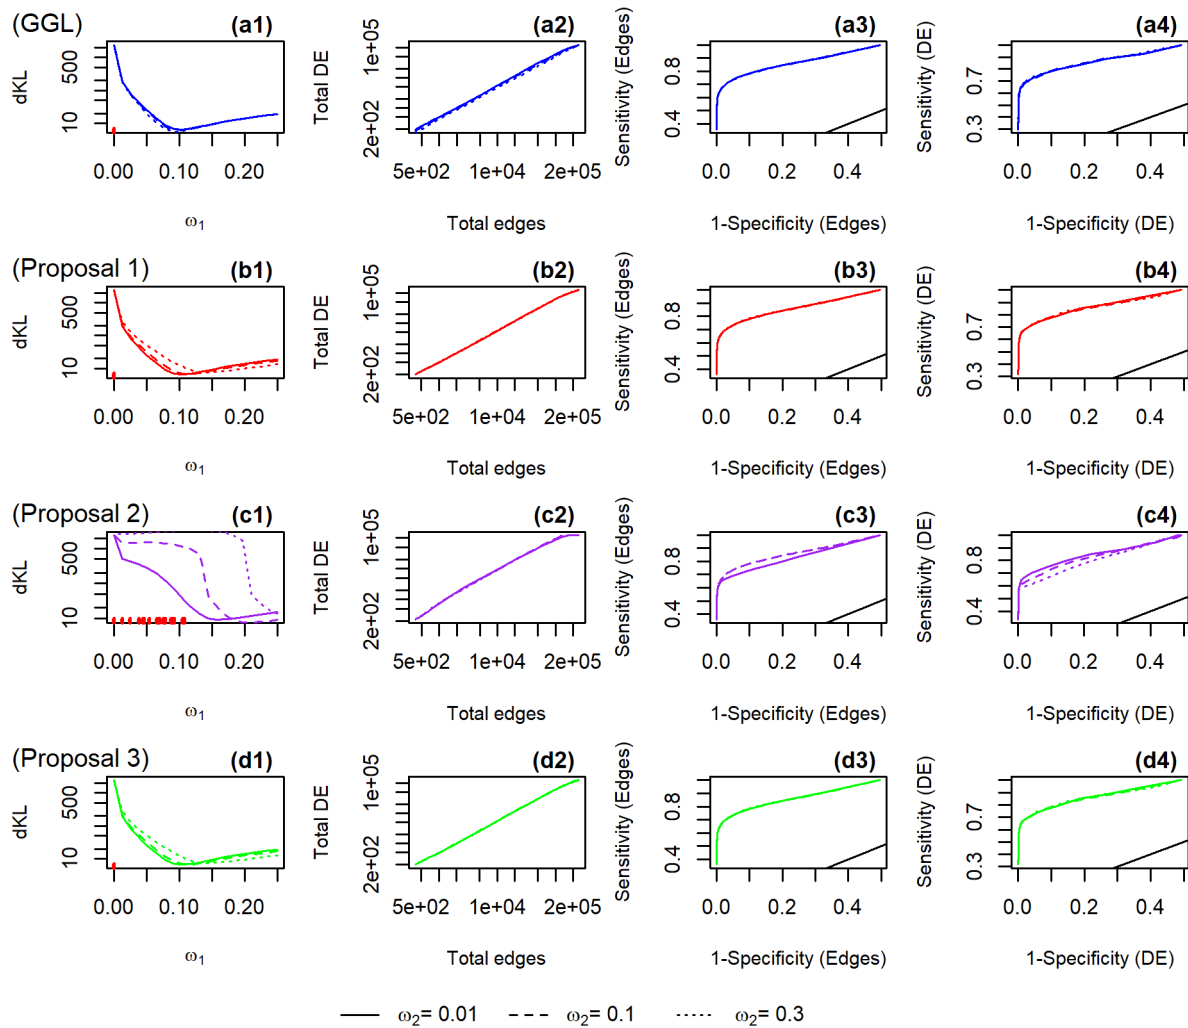 (GGL) (a1) (a2) (a3) (a4)
dKL 10 500
0.00 0.10 0.20
ω1
Total DE 2e+02 1e+05
5e+02 1e+04 2e+05
Total edges
Sensitivity (Edges) 0.4 0.8
0.0 0.2 0.4
1-Specificity (Edges)
Sensitivity (DE) 0.3 0.7
0.0 0.2 0.4
1-Specificity (DE)
(Proposal 1) (b1) (b2) (b3) (b4)
dKL 10 500
0.00 0.10 0.20
ω1
Total DE 2e+02 1e+05
5e+02 1e+04 2e+05
Total edges
Sensitivity (Edges) 0.4 0.8
0.0 0.2 0.4
1-Specificity (Edges)
Sensitivity (DE) 0.3 0.7
0.0 0.2 0.4
1-Specificity (DE)
(Proposal 2) (c1) (c2) (c3) (c4)
dKL 10 500
0.00 0.10 0.20
ω1
Total DE 2e+02 1e+05
5e+02 1e+04 2e+05
Total edges
Sensitivity (Edges) 0.4 0.8
0.0 0.2 0.4
1-Specificity (Edges)
Sensitivity (DE) 0.4 0.8
0.0 0.2 0.4
1-Specificity (DE)
(Proposal 3) (d1) (d2) (d3) (d4)
dKL 10 500
0.00 0.10 0.20
ω1
Total DE 2e+02 1e+05
5e+02 1e+04 2e+05
Total edges
Sensitivity (Edges) 0.4 0.8
0.0 0.2 0.4
1-Specificity (Edges)
Sensitivity (DE) 0.3 0.7
0.0 0.2 0.4
1-Specificity (DE)
ω2= 0.01 ω2= 0.1 ω2= 0.3